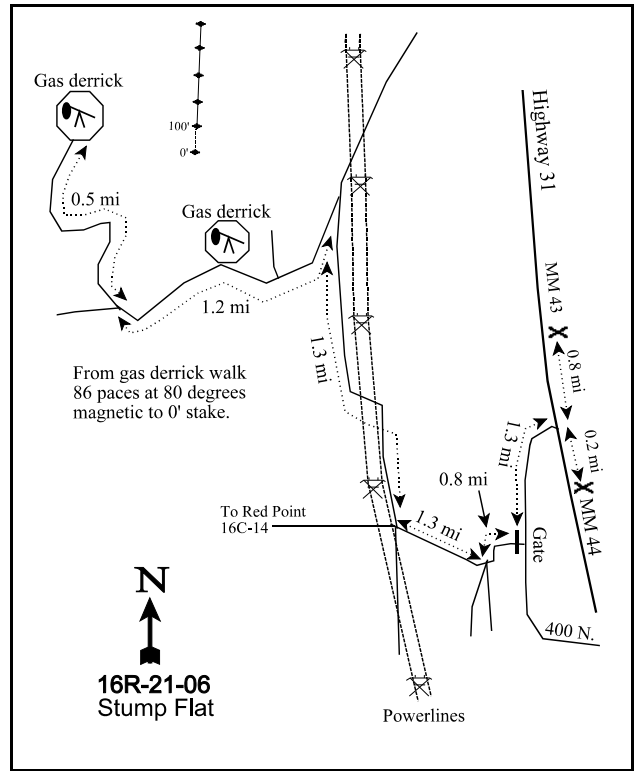 Gas derrick
100'
0'
Highway 31
0.5 mi
Gas derrick
1.2 mi
MM 43
1.3 mi
0.8 mi
From gas derrick walk
86 paces at 80 degrees
magnetic to 0' stake.
1.3 mi
0.2 mi
0.8 mi
To Red Point
16C-14
1.3 mi
MM 44
Gate
N
400 N.
16R-21-06
Stump Flat
Powerlines